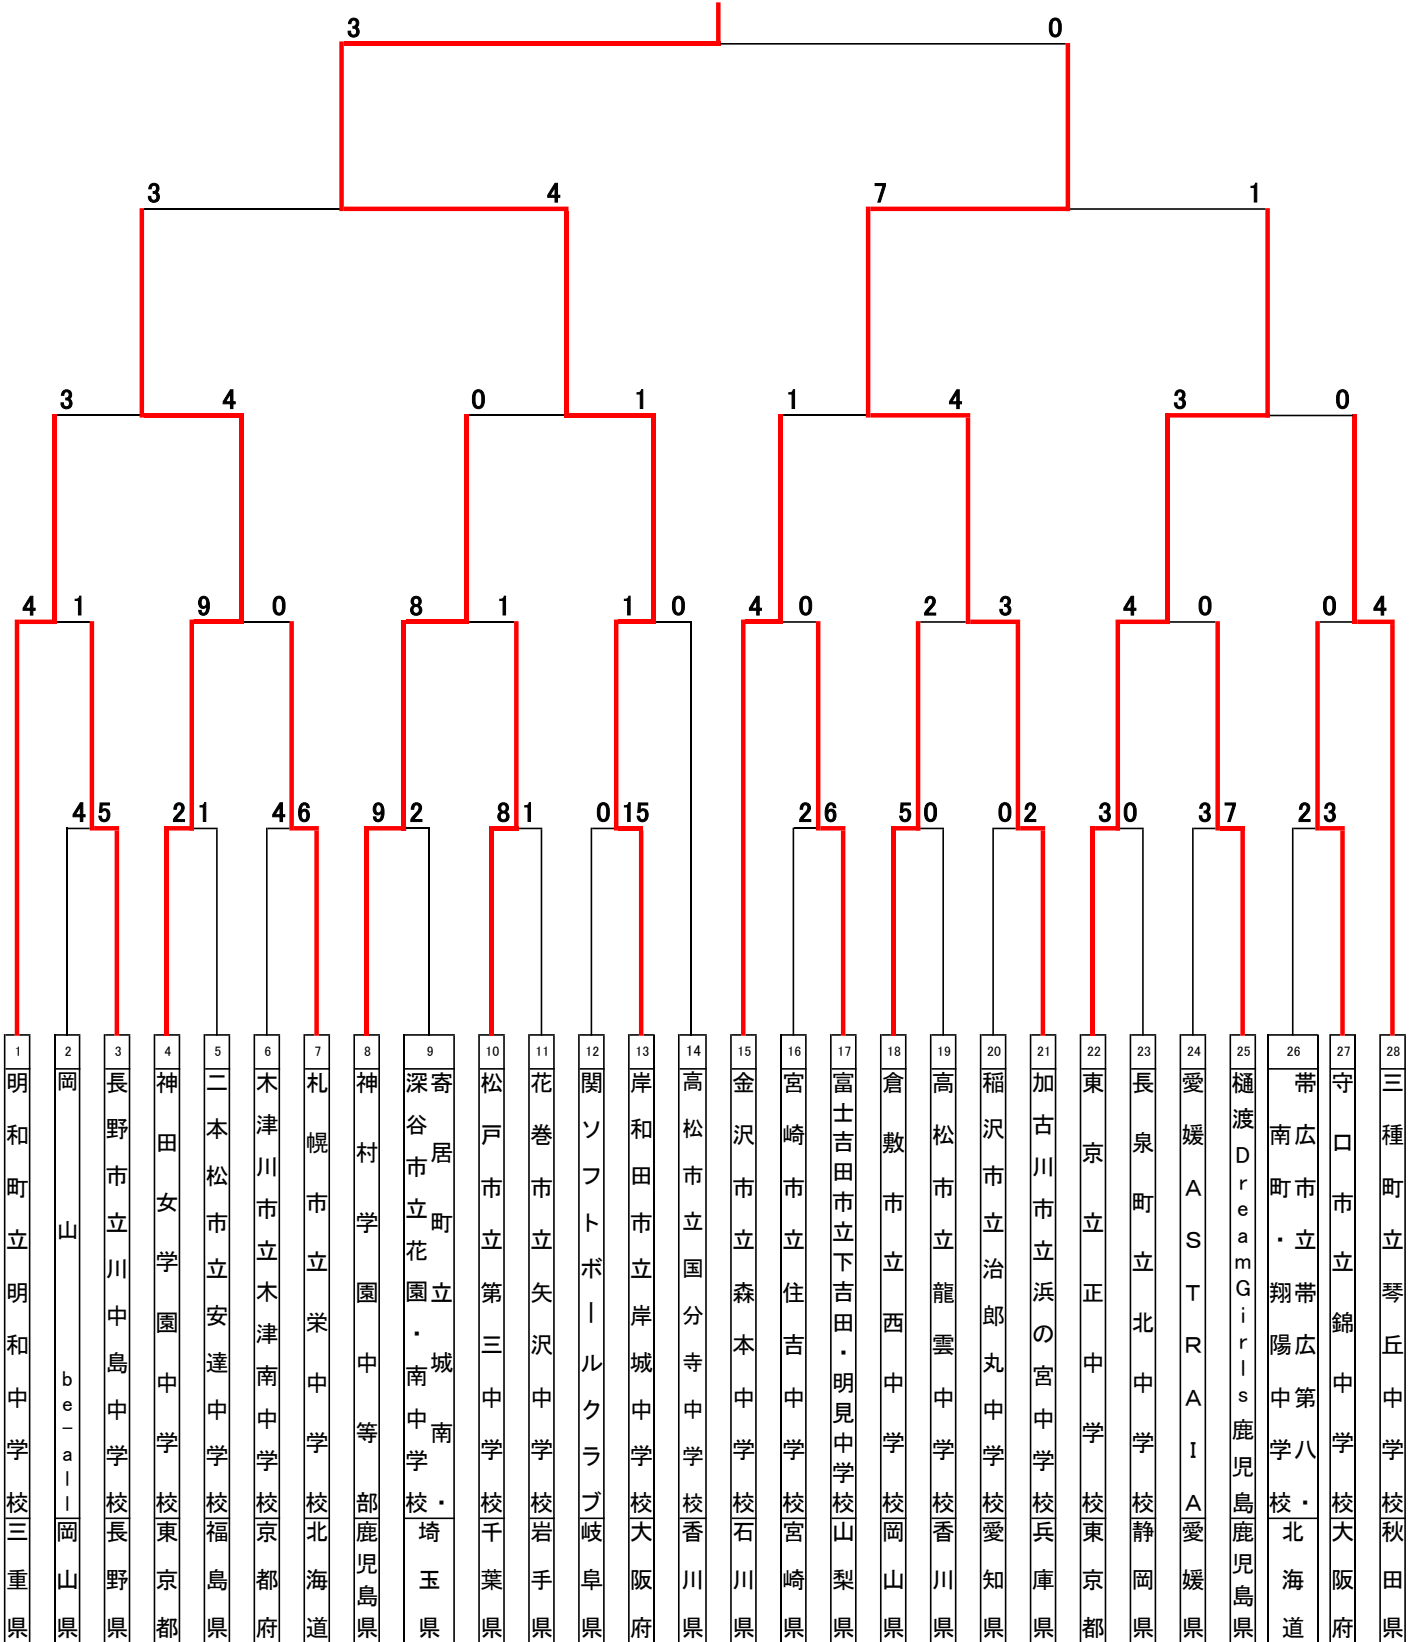 3 0
3 4 7 1
3 4 0 1 1 4 3 0
4 1 9 0 8 1 1 0 4 0 2 3 4 0 0 4
4 5 2 1 4 6 9 2 8 1 0 15 2 6 5 0 0 2 3 0 3 7 2 3
1 2 3 4 5 6 7 8 9 10 11 12 13 14 15 16 17 18 19 20 21 22 23 24 25 26 27 28
明和町立明和中学校
岡山be-all
長野市立川中島中学校
神田女学園中学校
二本松市立安達中学校
木津川市立木津南中学校
札幌市立栄中学校
神村学園中等部
寄居町立城南・
深谷市立花園・南中学校
松戸市立第三中学校
花巻市立矢沢中学校
関ソフトボールクラブ
岸和田市立岸城中学校
高松市立国分寺中学校
金沢市立森本中学校
宮崎市立住吉中学校
富士吉田市立下吉田・明見中学校
倉敷市立西中学校
高松市立龍雲中学校
稲沢市立治郎丸中学校
加古川市立浜の宮中学校
東京立正中学校
長泉町立北中学校
愛媛ASTRAIA
樋渡DreamGirls鹿児島
帯広市立帯広第八・
南町・翔陽中学校
守口市立錦中学校
三種町立琴丘中学校
三重県
岡山県
長野県
東京都
福島県
京都府
北海道
鹿児島県
埼玉県
千葉県
岩手県
岐阜県
大阪府
香川県
石川県
宮崎県
山梨県
岡山県
香川県
愛知県
兵庫県
東京都
静岡県
愛媛県
鹿児島県
北海道
大阪府
秋田県